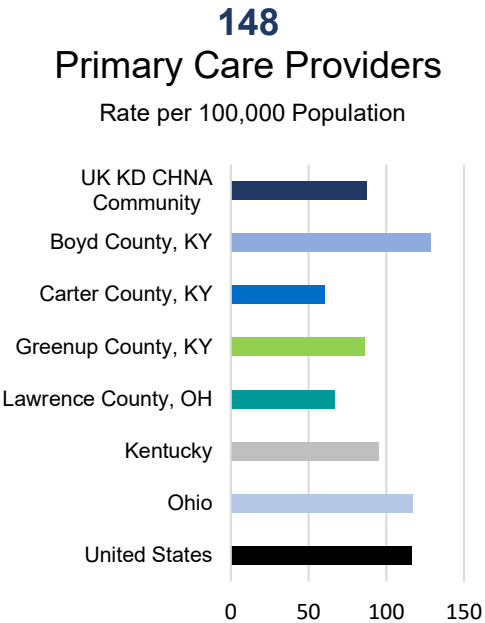 148
Primary Care Providers
Rate per 100,000 Population
UK KD CHNA
Community
Boyd County, KY
Carter County, KY
Greenup County, KY
Lawrence County, OH
Kentucky
Ohio
United States
0 50 100 150